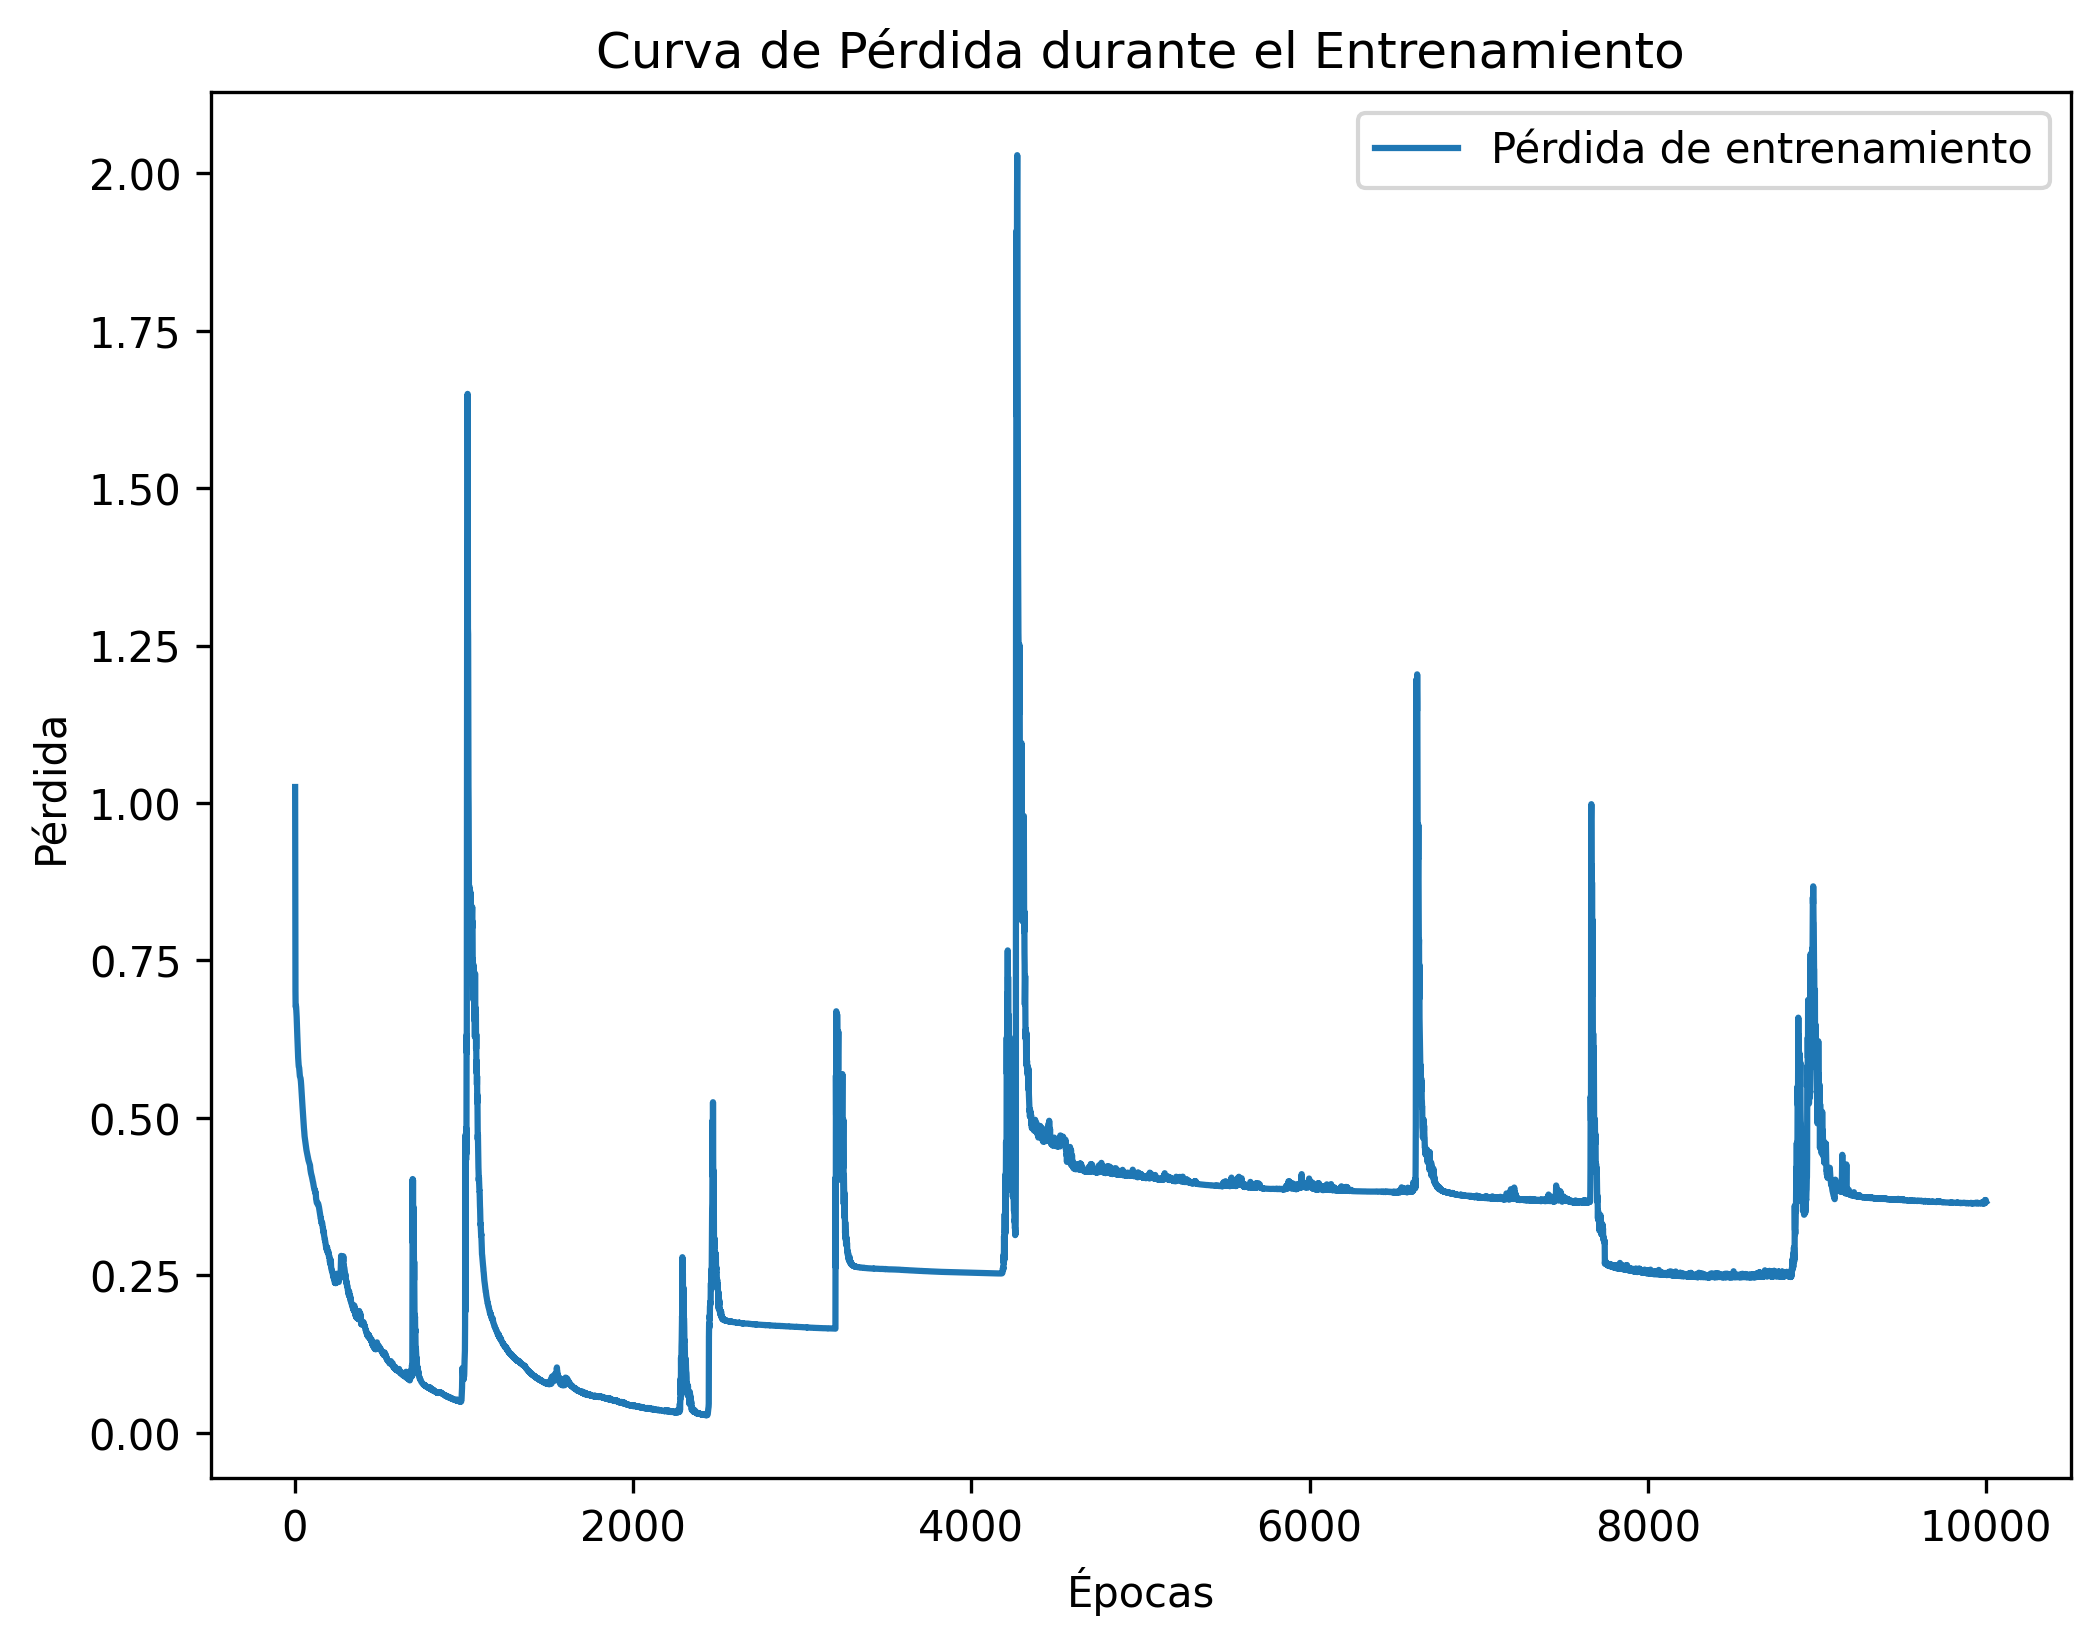 Curva de Pérdida durante el Entrenamiento
Pérdida de entrenamiento
2.00
1.75
1.50
1.25
1.00
0.75
0.50
0.25
0.00
Pérdida
0 2000 4000 6000 8000 10000
Épocas